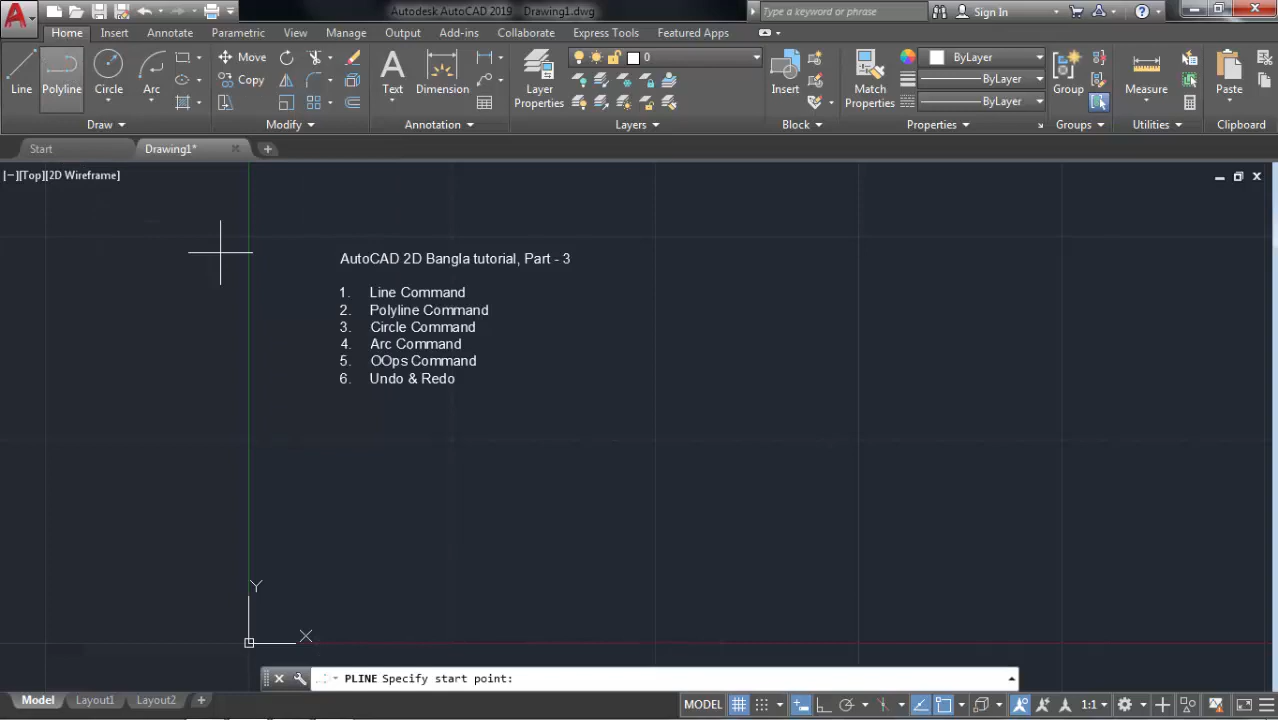 Autodesk AutoCAD 2019 Drawing1.dwg
Type a keyword or phrase
Sign In
Home Insert Annotate Parametric View Manage Output Add-ins Collaborate Express Tools Featured Apps
Move
0
ByLayer
Copy
ByLayer
Line Polyline Circle Arc Text Dimension Layer Properties Insert Match Properties Group Measure Paste
ByLayer
Draw Modify Annotation Layers Block Properties Groups Utilities Clipboard
Start Drawing1*
[−][Top][2D Wireframe]
AutoCAD 2D Bangla tutorial, Part - 3
1. Line Command
2. Polyline Command
3. Circle Command
4. Arc Command
5. OOps Command
6. Undo & Redo
Y
X
PLINE Specify start point:
Model Layout1 Layout2 MODEL 1:1